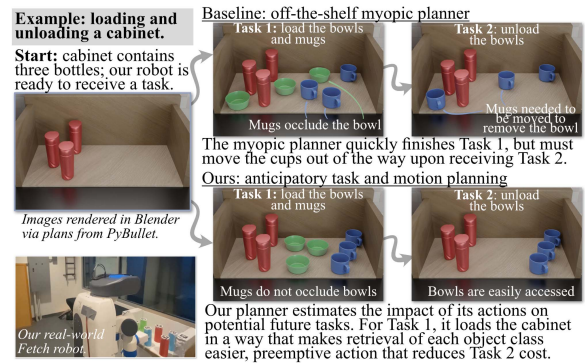 Example: loading and
unloading a cabinet.
Start: cabinet contains
three bottles; our robot is
ready to receive a task.
Images rendered in Blender
via plans from PyBullet.
Our real-world
Fetch robot.
Baseline: off-the-shelf myopic planner
Task 1: load the bowls
and mugs
Mugs occlude the bowl
Task 2: unload
the bowls
Mugs needed to
be moved to
remove the bowl
The myopic planner quickly finishes Task 1, but must
move the cups out of the way upon receiving Task 2.
Ours: anticipatory task and motion planning
Task 1: load the bowls
and mugs
Mugs do not occlude bowls
Task 2: unload
the bowls
Bowls are easily accessed
Our planner estimates the impact of its actions on
potential future tasks. For Task 1, it loads the cabinet
in a way that makes retrieval of each object class
easier, preemptive action that reduces Task 2 cost.